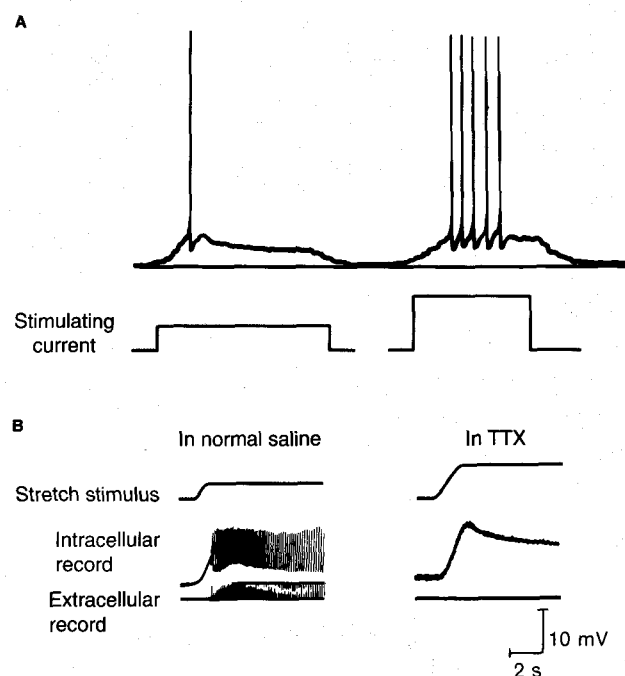 A
Stimulating
current
B
In normal saline
In TTX
Stretch stimulus
Intracellular
record
Extracellular
record
10 mV
2 s